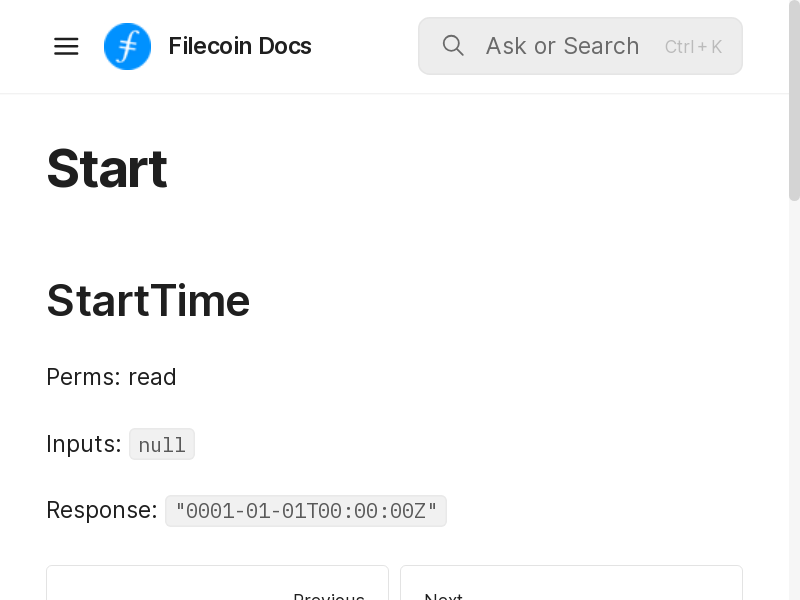 Filecoin Docs
Ask or Search Ctrl+K
Start
StartTime
Perms: read
Inputs: null
Response: "0001-01-01T00:00:00Z"
Previous
Next